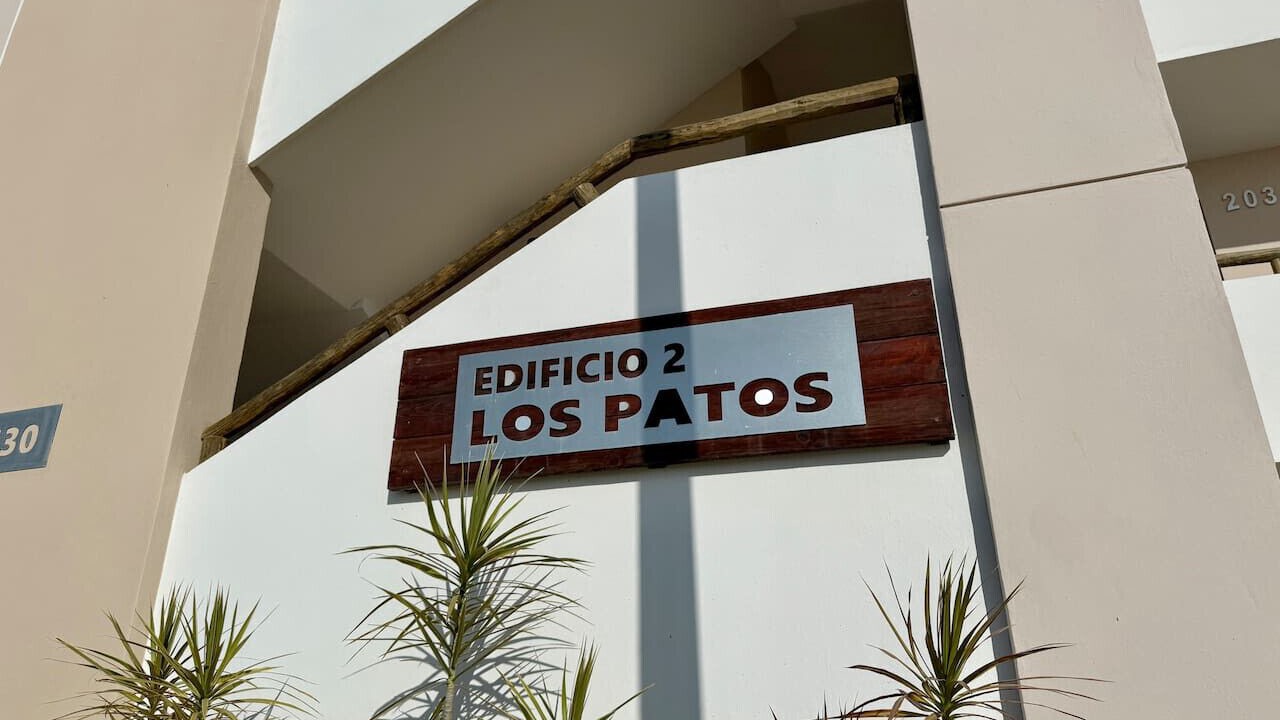 203
EDIFICIO 2
LOS PATOS
30